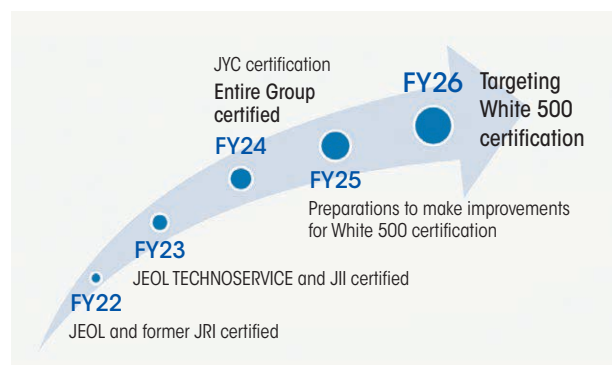 JYC certification
Entire Group
certified
FY24
FY26
Targeting
White 500
certification
FY25
Preparations to make improvements
for White 500 certification
FY23
JEOL TECHNOSERVICE and JII certified
FY22
JEOL and former JRI certified